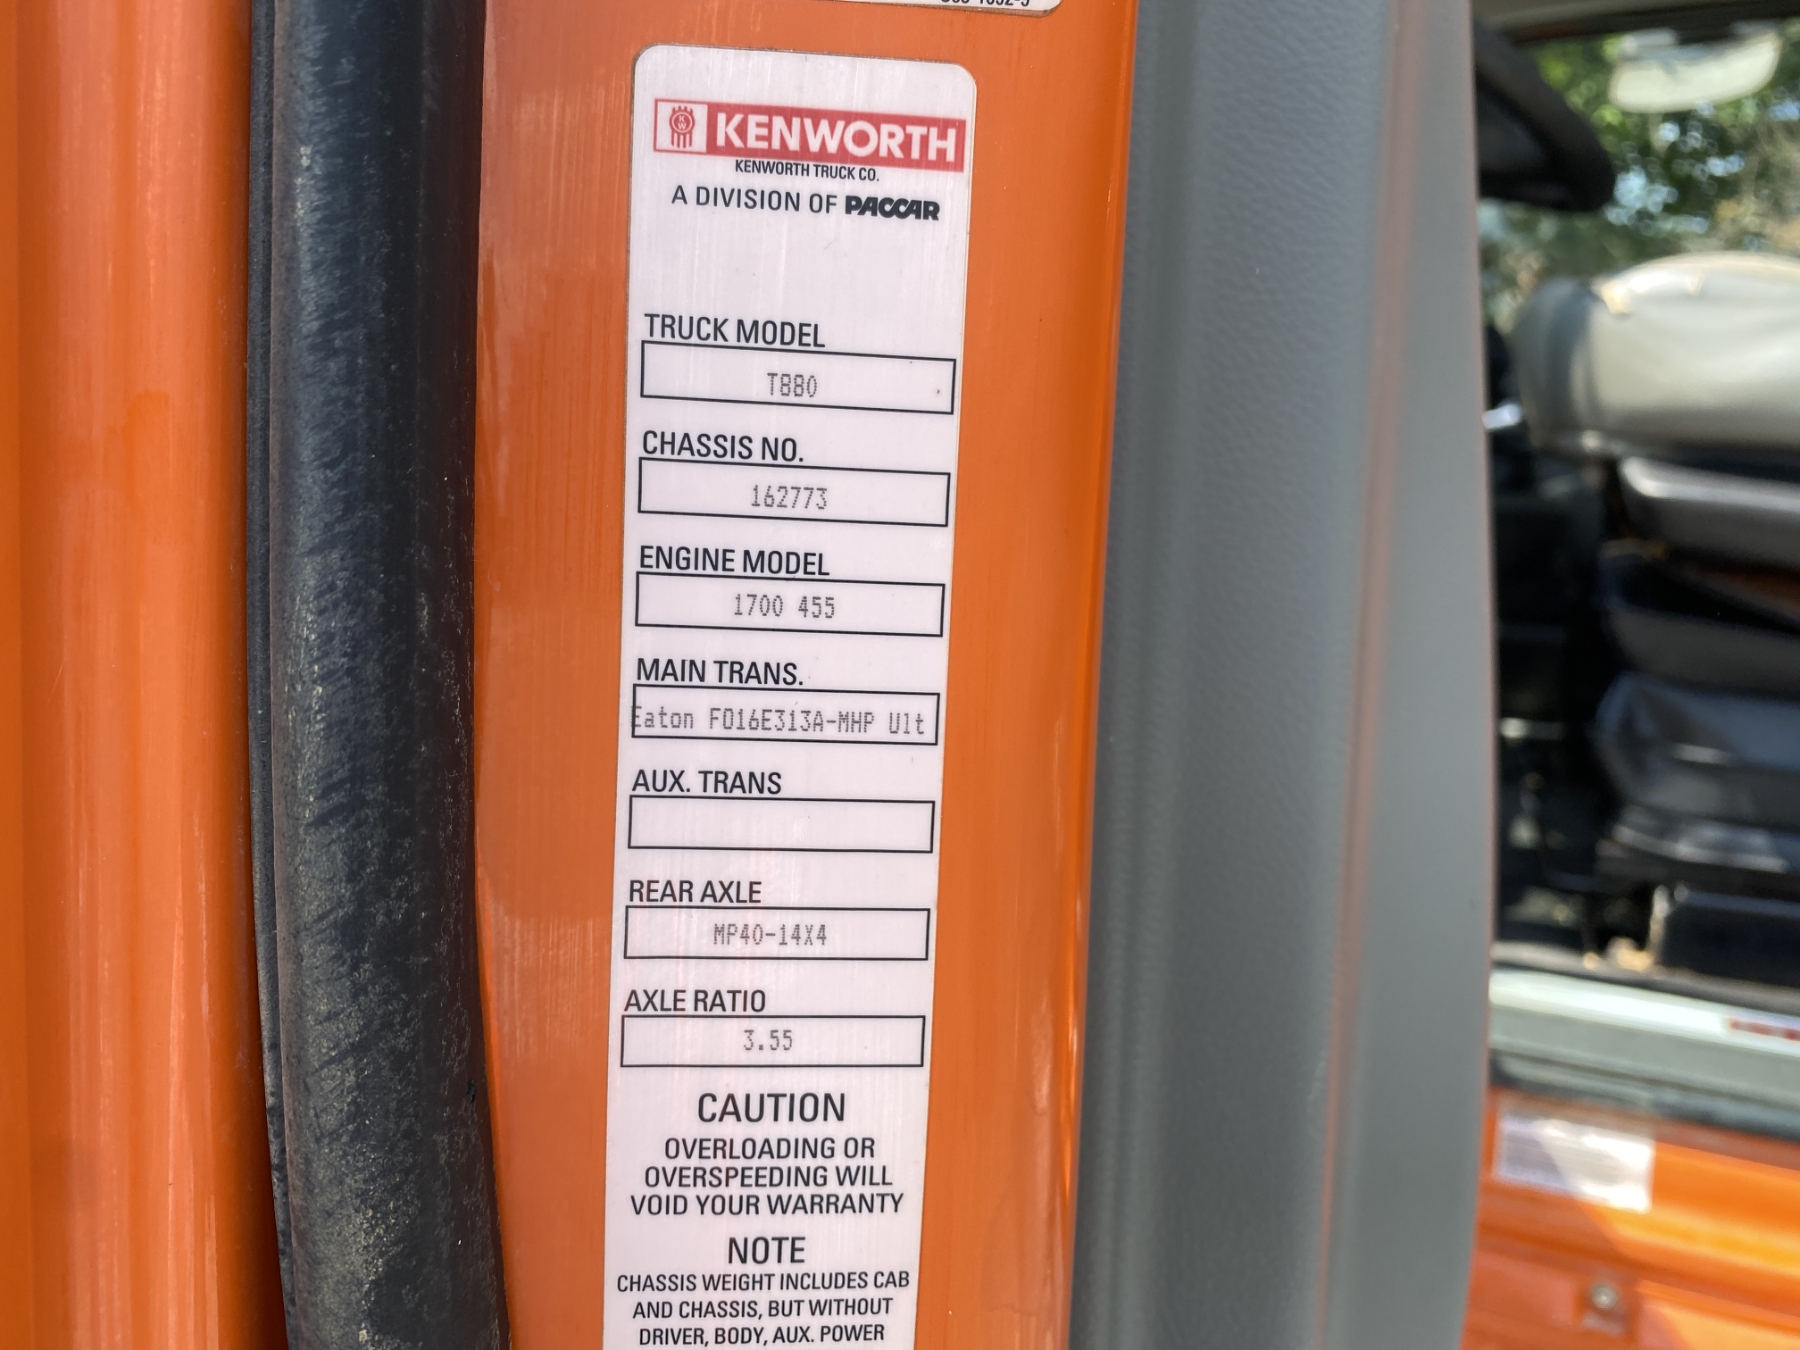 KW KENWORTH
KENWORTH TRUCK CO.
A DIVISION OF PACCAR
TRUCK MODEL
T880
CHASSIS NO.
162773
ENGINE MODEL
1700 455
MAIN TRANS.
Eaton FO16E313A-MHP Ult
AUX. TRANS
REAR AXLE
MP40-14X4
AXLE RATIO
3.55
CAUTION
OVERLOADING OR
OVERSPEEDING WILL
VOID YOUR WARRANTY
NOTE
CHASSIS WEIGHT INCLUDES CAB
AND CHASSIS, BUT WITHOUT
DRIVER, BODY, AUX. POWER